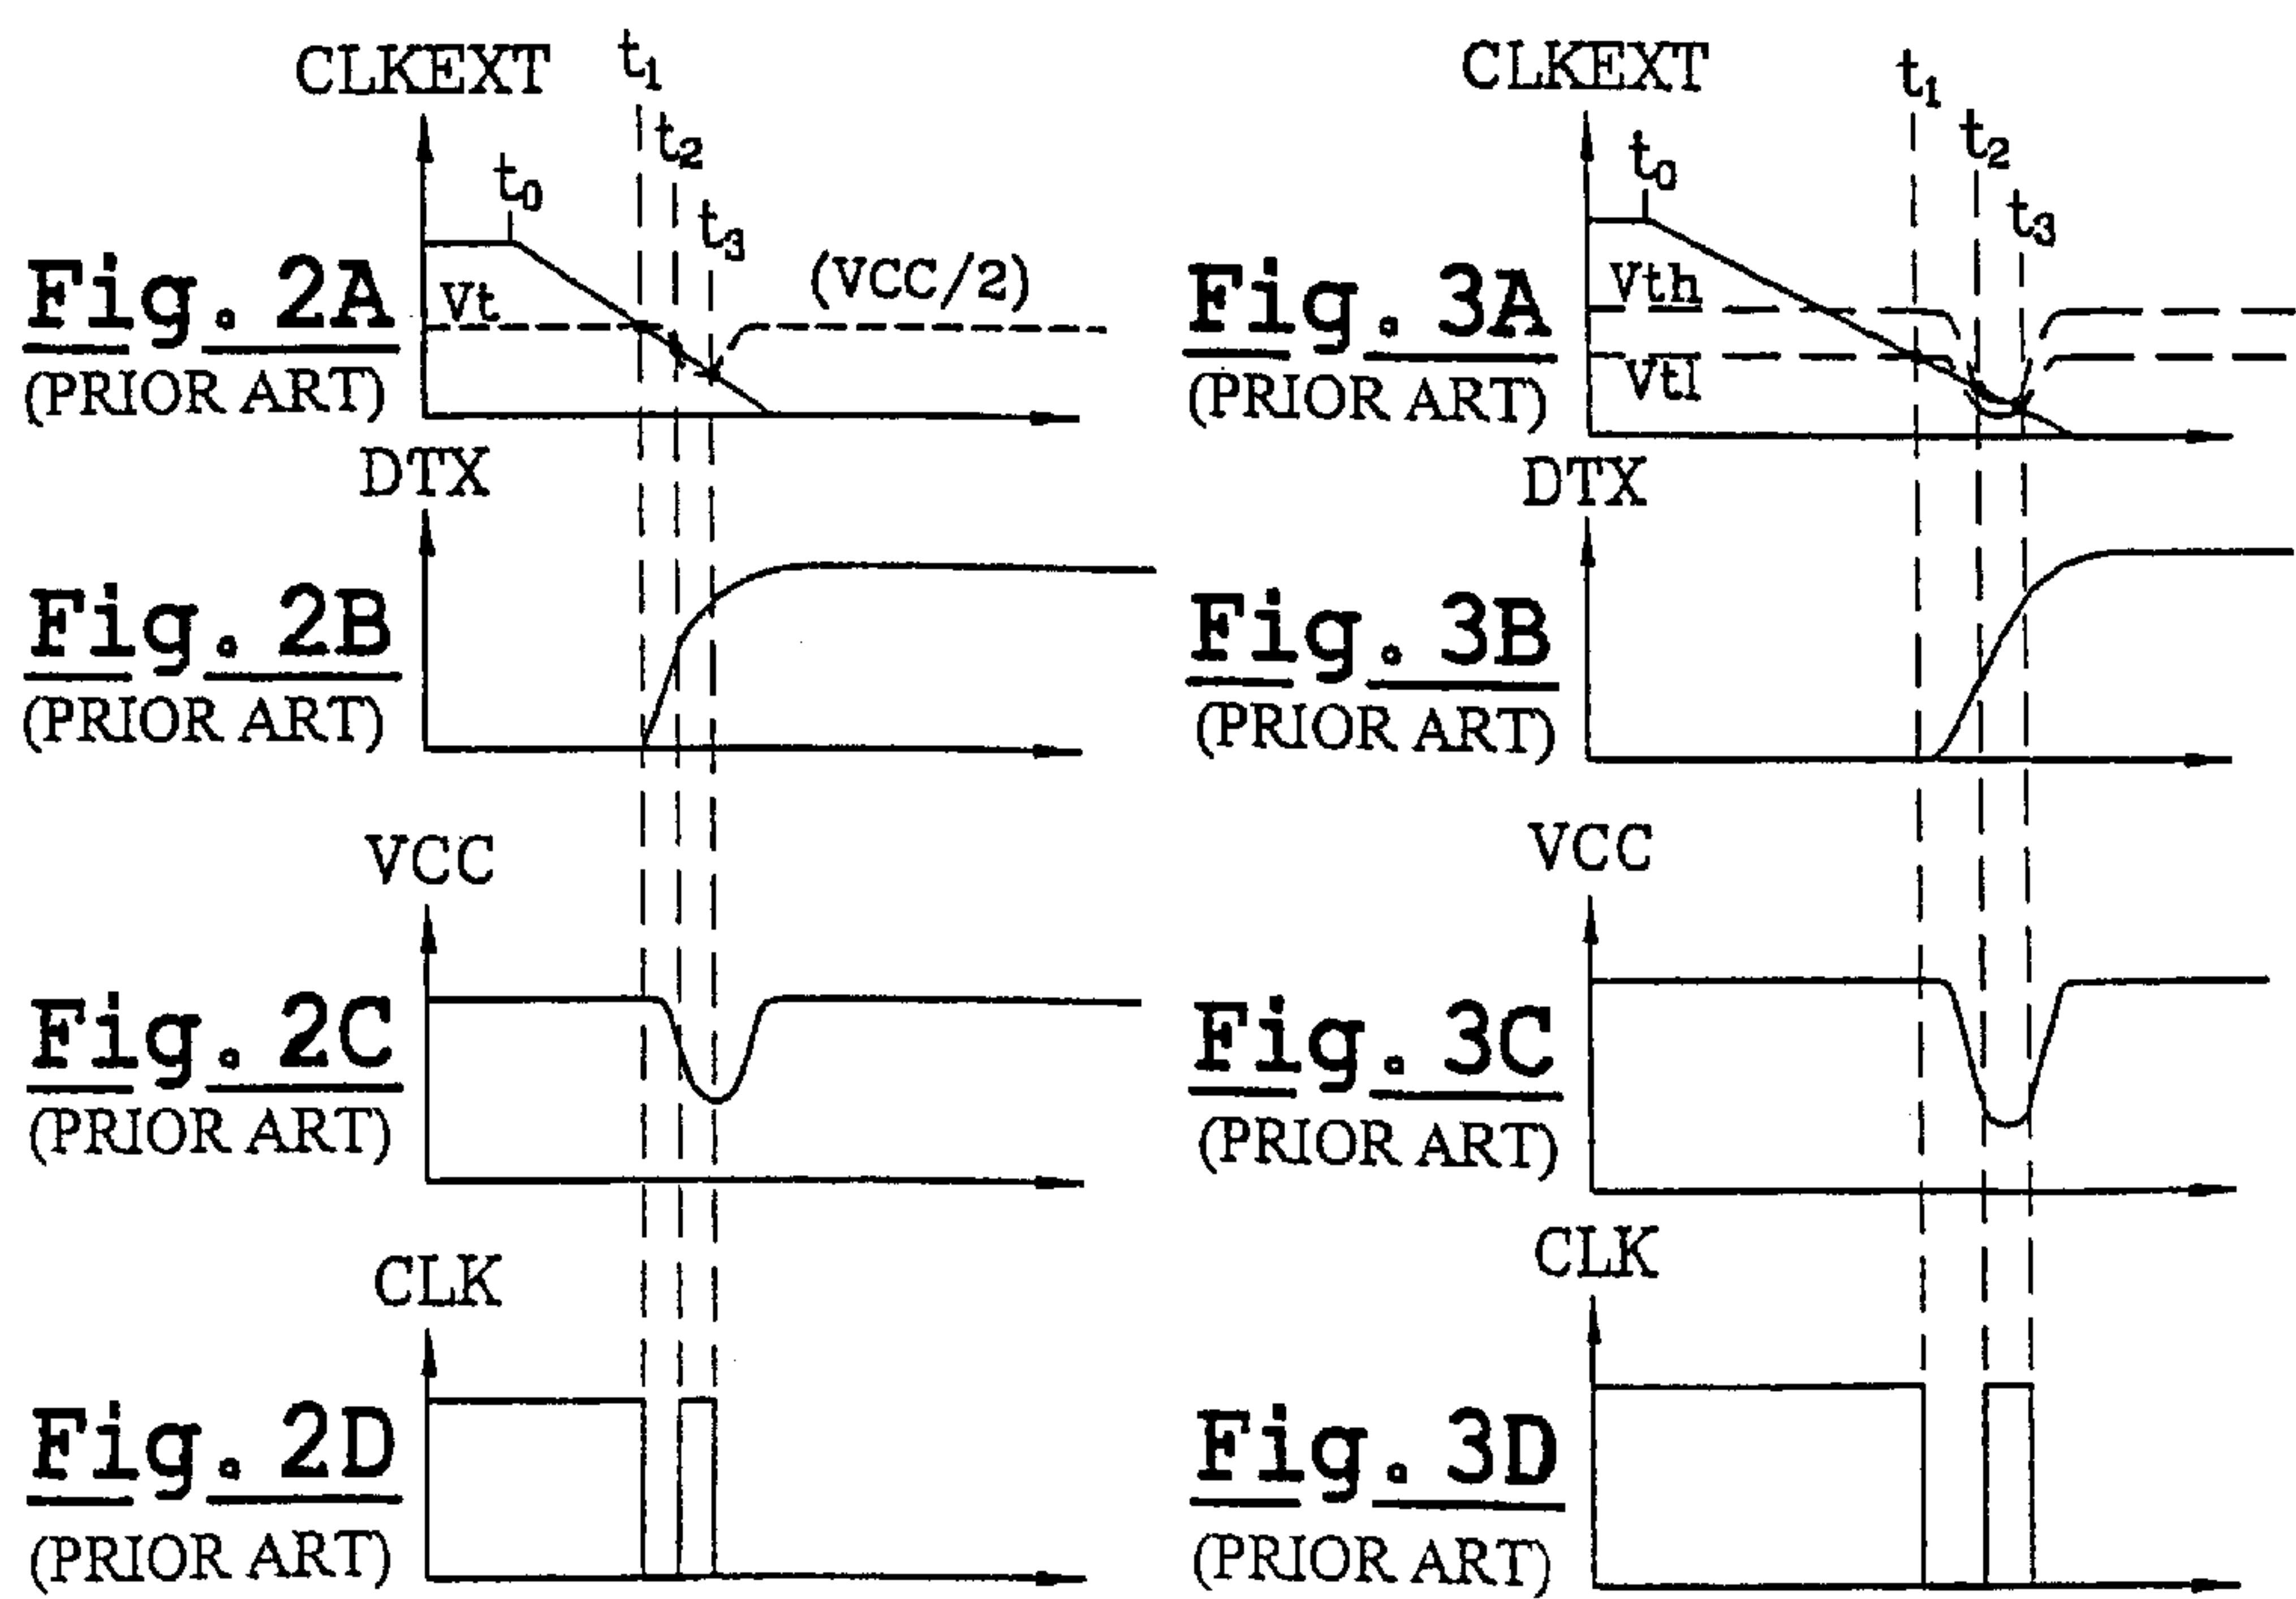 CLKEXT
t0
t1
t2
t3
Vt
(VCC/2)
Fig. 2A
(PRIOR ART)
DTX
Fig. 2B
(PRIOR ART)
VCC
Fig. 2C
(PRIOR ART)
CLK
Fig. 2D
(PRIOR ART)
CLKEXT
t0
t1
t2
t3
Vth
Vtl
Fig. 3A
(PRIOR ART)
DTX
Fig. 3B
(PRIOR ART)
VCC
Fig. 3C
(PRIOR ART)
CLK
Fig. 3D
(PRIOR ART)